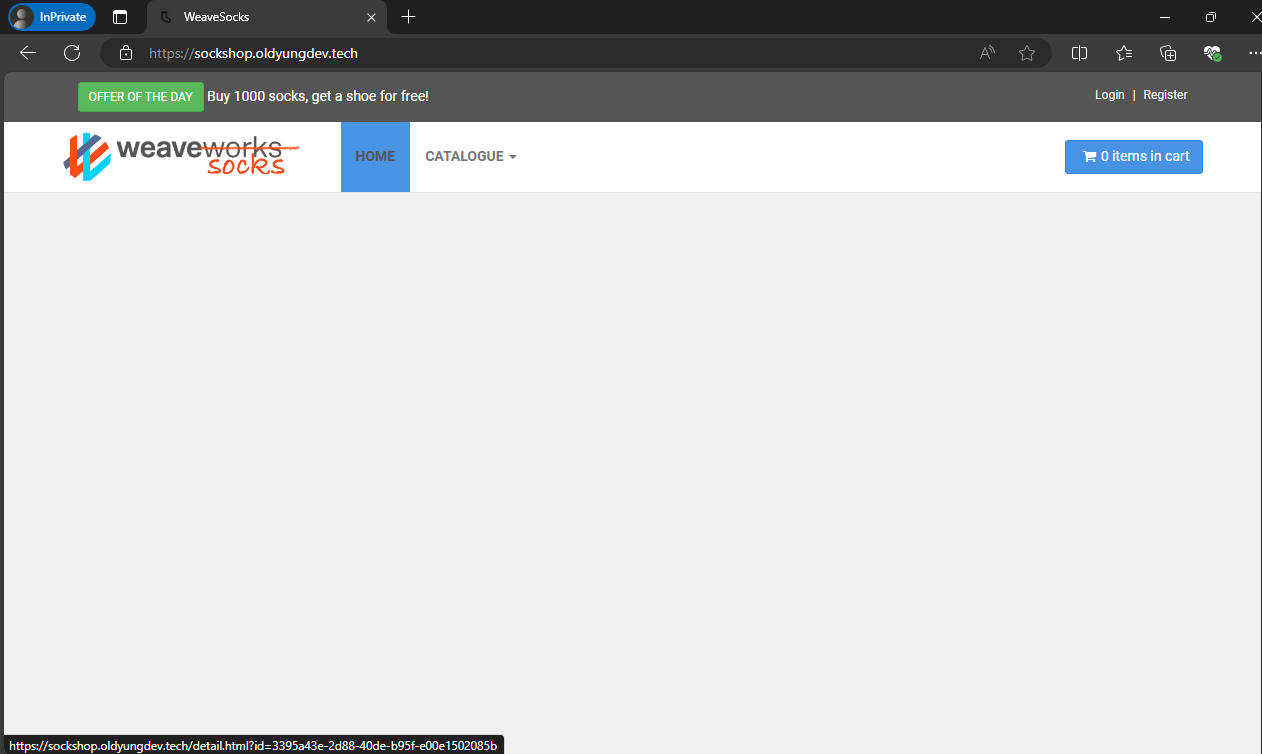 InPrivate
WeaveSocks
https://sockshop.oldyungdev.tech
OFFER OF THE DAY Buy 1000 socks, get a shoe for free!
Login | Register
weaveworks
socks
HOME
CATALOGUE
0 items in cart
https://sockshop.oldyungdev.tech/detail.html?id=3395a43e-2d88-40de-b95f-e00e1502085b